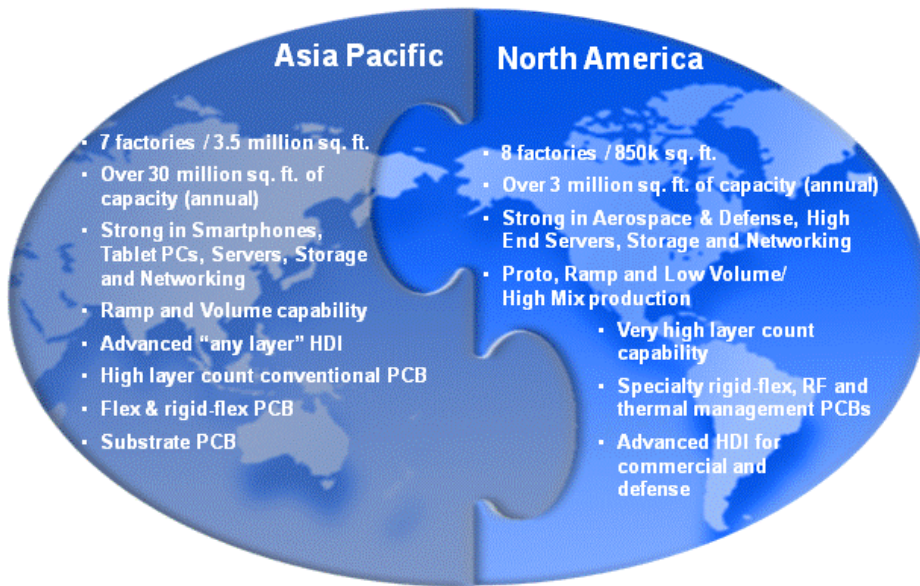 Asia Pacific
▪ 7 factories / 3.5 million sq. ft.
▪ Over 30 million sq. ft. of
capacity (annual)
▪ Strong in Smartphones,
Tablet PCs, Servers, Storage
and Networking
▪ Ramp and Volume capability
▪ Advanced “any layer” HDI
▪ High layer count conventional PCB
▪ Flex & rigid-flex PCB
▪ Substrate PCB
North America
▪ 8 factories / 850k sq. ft.
▪ Over 3 million sq. ft. of capacity (annual)
▪ Strong in Aerospace & Defense, High
End Servers, Storage and Networking
▪ Proto, Ramp and Low Volume/
High Mix production
▪ Very high layer count
capability
▪ Specialty rigid-flex, RF and
thermal management PCBs
▪ Advanced HDI for
commercial and
defense